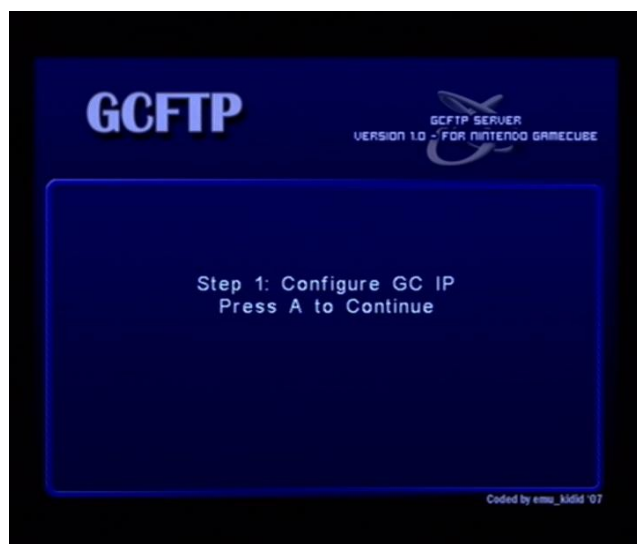 GCFTP
GCFTP SERVER
VERSION 1.0 - FOR NINTENDO GAMECUBE
Step 1: Configure GC IP
Press A to Continue
Coded by emu_kidid '07